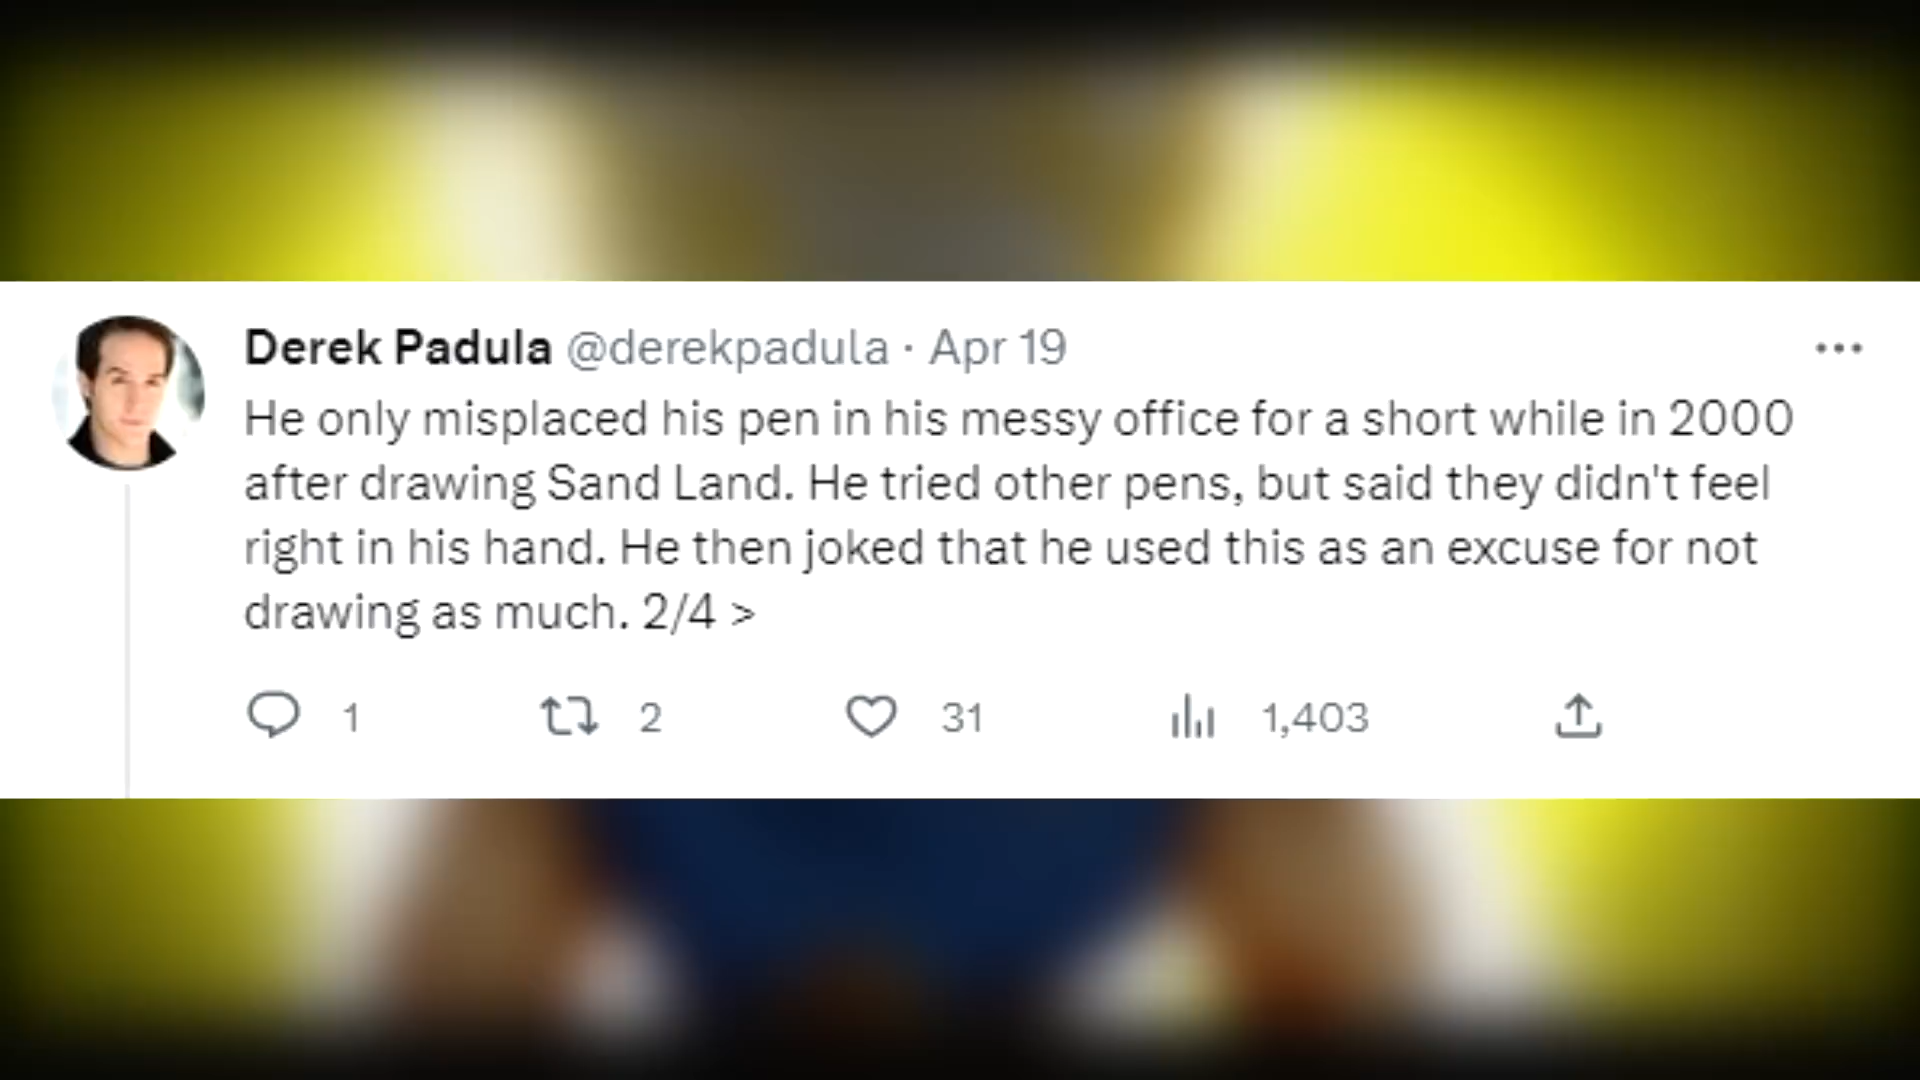 Derek Padula @derekpadula · Apr 19
He only misplaced his pen in his messy office for a short while in 2000
after drawing Sand Land. He tried other pens, but said they didn't feel
right in his hand. He then joked that he used this as an excuse for not
drawing as much. 2/4 >
1 2 31 1,403